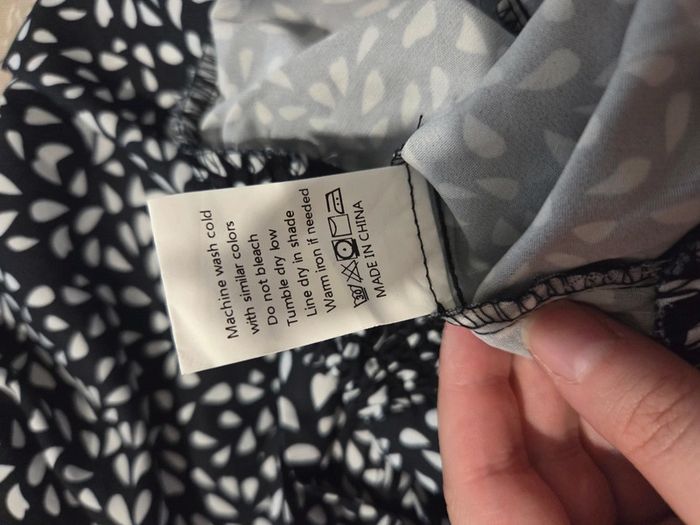 Machine wash cold
with similar colors
Do not bleach
Tumble dry low
Line dry in shade
Warm iron if needed
30
MADE IN CHINA